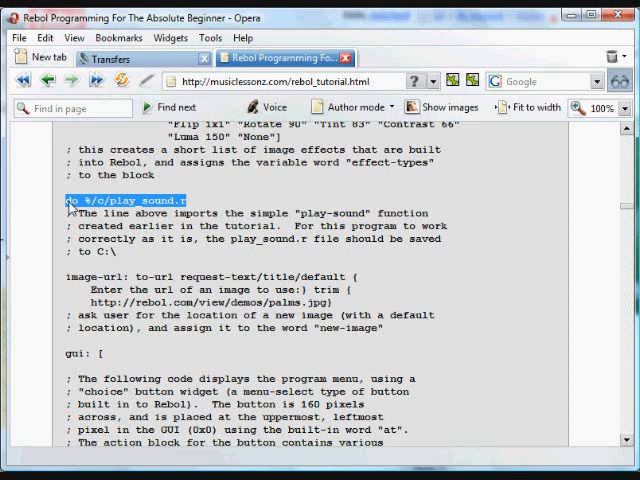 Rebol Programming For The Absolute Beginner - Opera
File Edit View Bookmarks Widgets Tools Help
New tab Transfers Rebol Programming Fo...
http://musiclessonz.com/rebol_tutorial.html ? Google
Find in page Find next Voice Author mode Show images Fit to width 100%
"Flip 1x1" "Rotate 90" "Tint 83" "Contrast 66"
"Luma 150" "None"]
; this creates a short list of image effects that are built
; into Rebol, and assigns the variable word "effect-types"
; to the block
do %/c/play_sound.r
; The line above imports the simple "play-sound" function
; created earlier in the tutorial. For this program to work
; correctly as it is, the play_sound.r file should be saved
; to C:\
image-url: to-url request-text/title/default {
Enter the url of an image to use:} trim {
http://rebol.com/view/demos/palms.jpg}
; ask user for the location of a new image (with a default
; location), and assign it to the word "new-image"
gui: [
; The following code displays the program menu, using a
; "choice" button widget (a menu-select type of button
; built in to Rebol). The button is 160 pixels
; across, and is placed at the uppermost, leftmost
; pixel in the GUI (0x0) using the built-in word "at".
; The action block for the button contains various